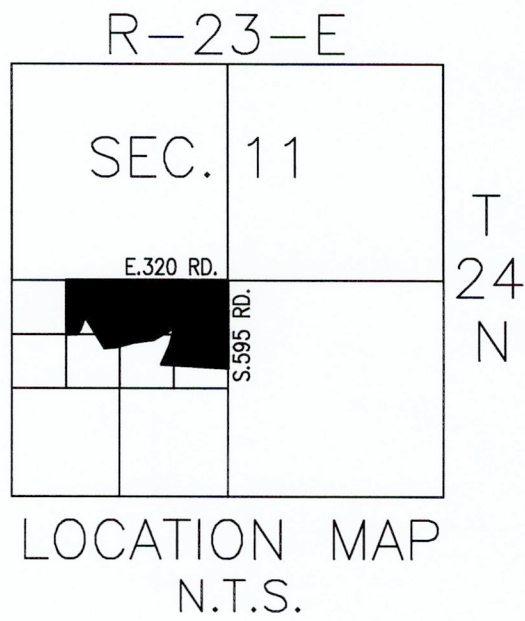 R-23-E
SEC. 11
T
24
N
E.320 RD.
S.595 RD.
LOCATION MAP
N.T.S.